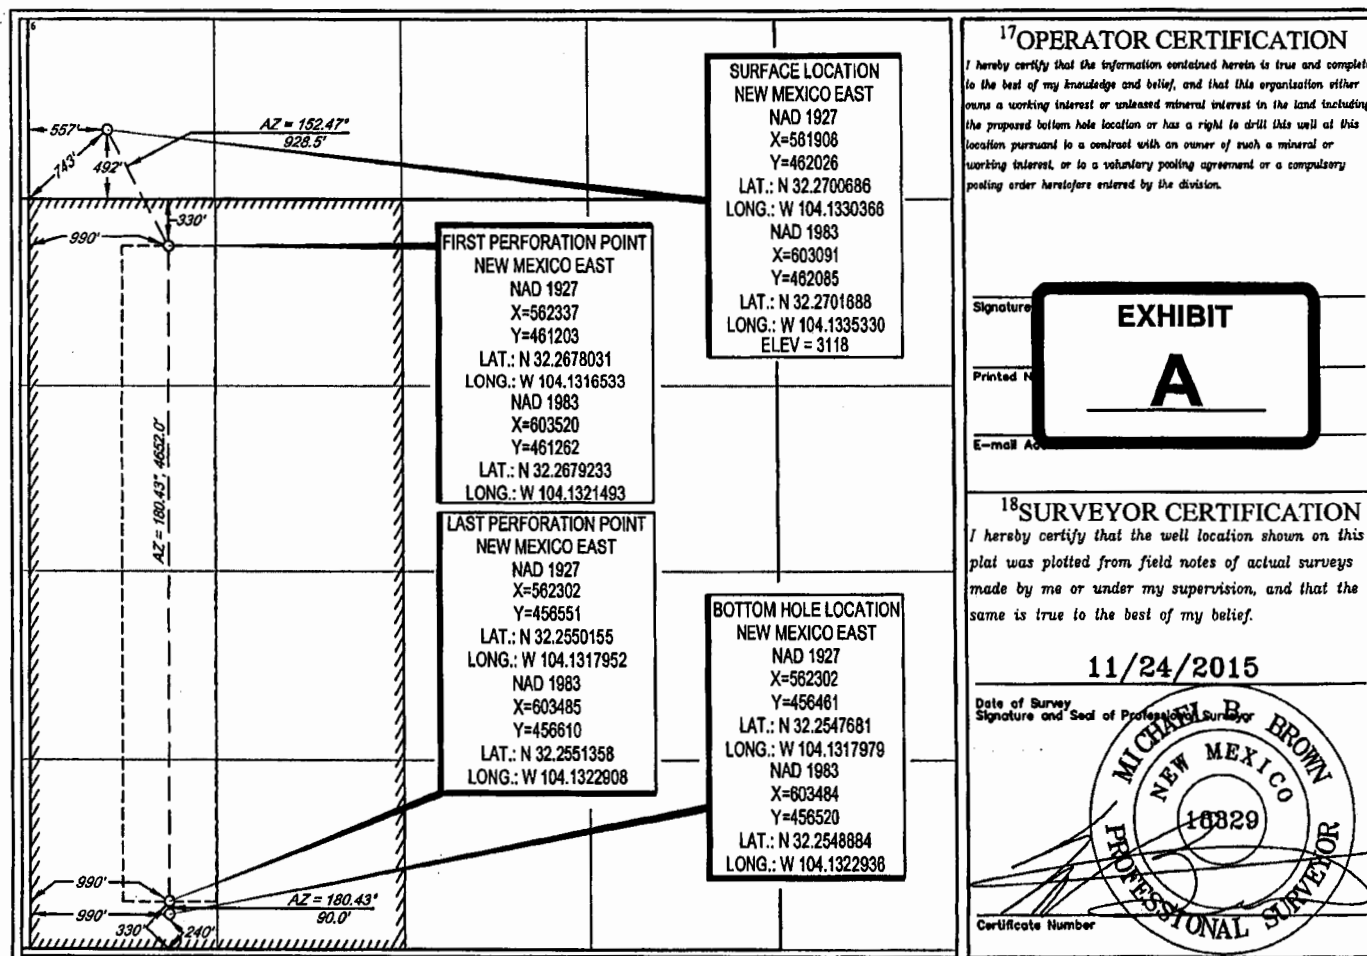 6
557'
AZ = 152.47°
928.5'
743'
492'
330'
990'
AZ = 180.43°, 4652.0'
990'
990'
330'
240'
AZ = 180.43°
90.0'
SURFACE LOCATION
NEW MEXICO EAST
NAD 1927
X=561908
Y=462026
LAT.: N 32.2700686
LONG.: W 104.1330366
NAD 1983
X=603091
Y=462085
LAT.: N 32.2701888
LONG.: W 104.1335330
ELEV = 3118
FIRST PERFORATION POINT
NEW MEXICO EAST
NAD 1927
X=562337
Y=461203
LAT.: N 32.2678031
LONG.: W 104.1316533
NAD 1983
X=603520
Y=461262
LAT.: N 32.2679233
LONG.: W 104.1321493
LAST PERFORATION POINT
NEW MEXICO EAST
NAD 1927
X=562302
Y=456551
LAT.: N 32.2550155
LONG.: W 104.1317952
NAD 1983
X=603485
Y=456610
LAT.: N 32.2551358
LONG.: W 104.1322908
BOTTOM HOLE LOCATION
NEW MEXICO EAST
NAD 1927
X=562302
Y=456461
LAT.: N 32.2547681
LONG.: W 104.1317979
NAD 1983
X=603484
Y=456520
LAT.: N 32.2548884
LONG.: W 104.1322936
17 OPERATOR CERTIFICATION
I hereby certify that the information contained herein is true and complete
to the best of my knowledge and belief, and that this organization either
owns a working interest or unleased mineral interest in the land including
the proposed bottom hole location or has a right to drill this well at this
location pursuant to a contract with an owner of such a mineral or
working interest, or to a voluntary pooling agreement or a compulsory
pooling order heretofore entered by the division.
Signature
Printed N
E-mail Ad
EXHIBIT
A
18 SURVEYOR CERTIFICATION
I hereby certify that the well location shown on this
plat was plotted from field notes of actual surveys
made by me or under my supervision, and that the
same is true to the best of my belief.
11/24/2015
Date of Survey
Signature and Seal of Professional Surveyor
MICHAEL B. BROWN
NEW MEXICO
18329
PROFESSIONAL SURVEYOR
Certificate Number